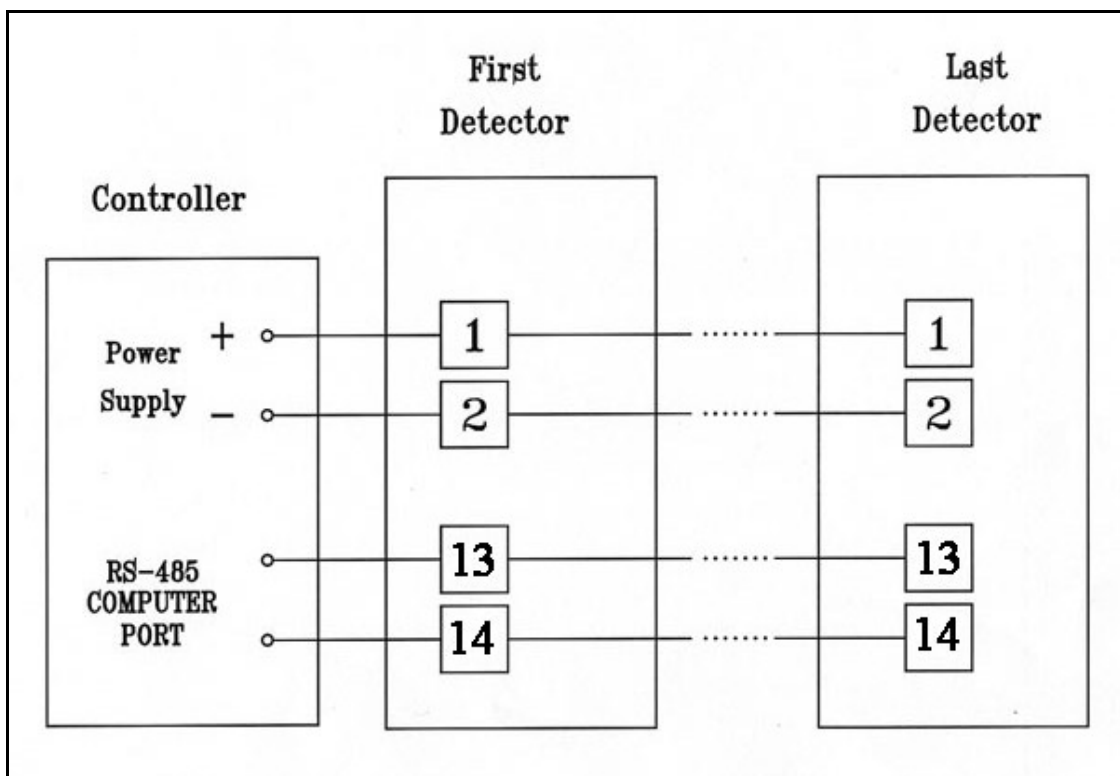 First
Detector
Last
Detector
Controller
Power
Supply
+
−
1
2
1
2
RS-485
COMPUTER
PORT
13
14
13
14